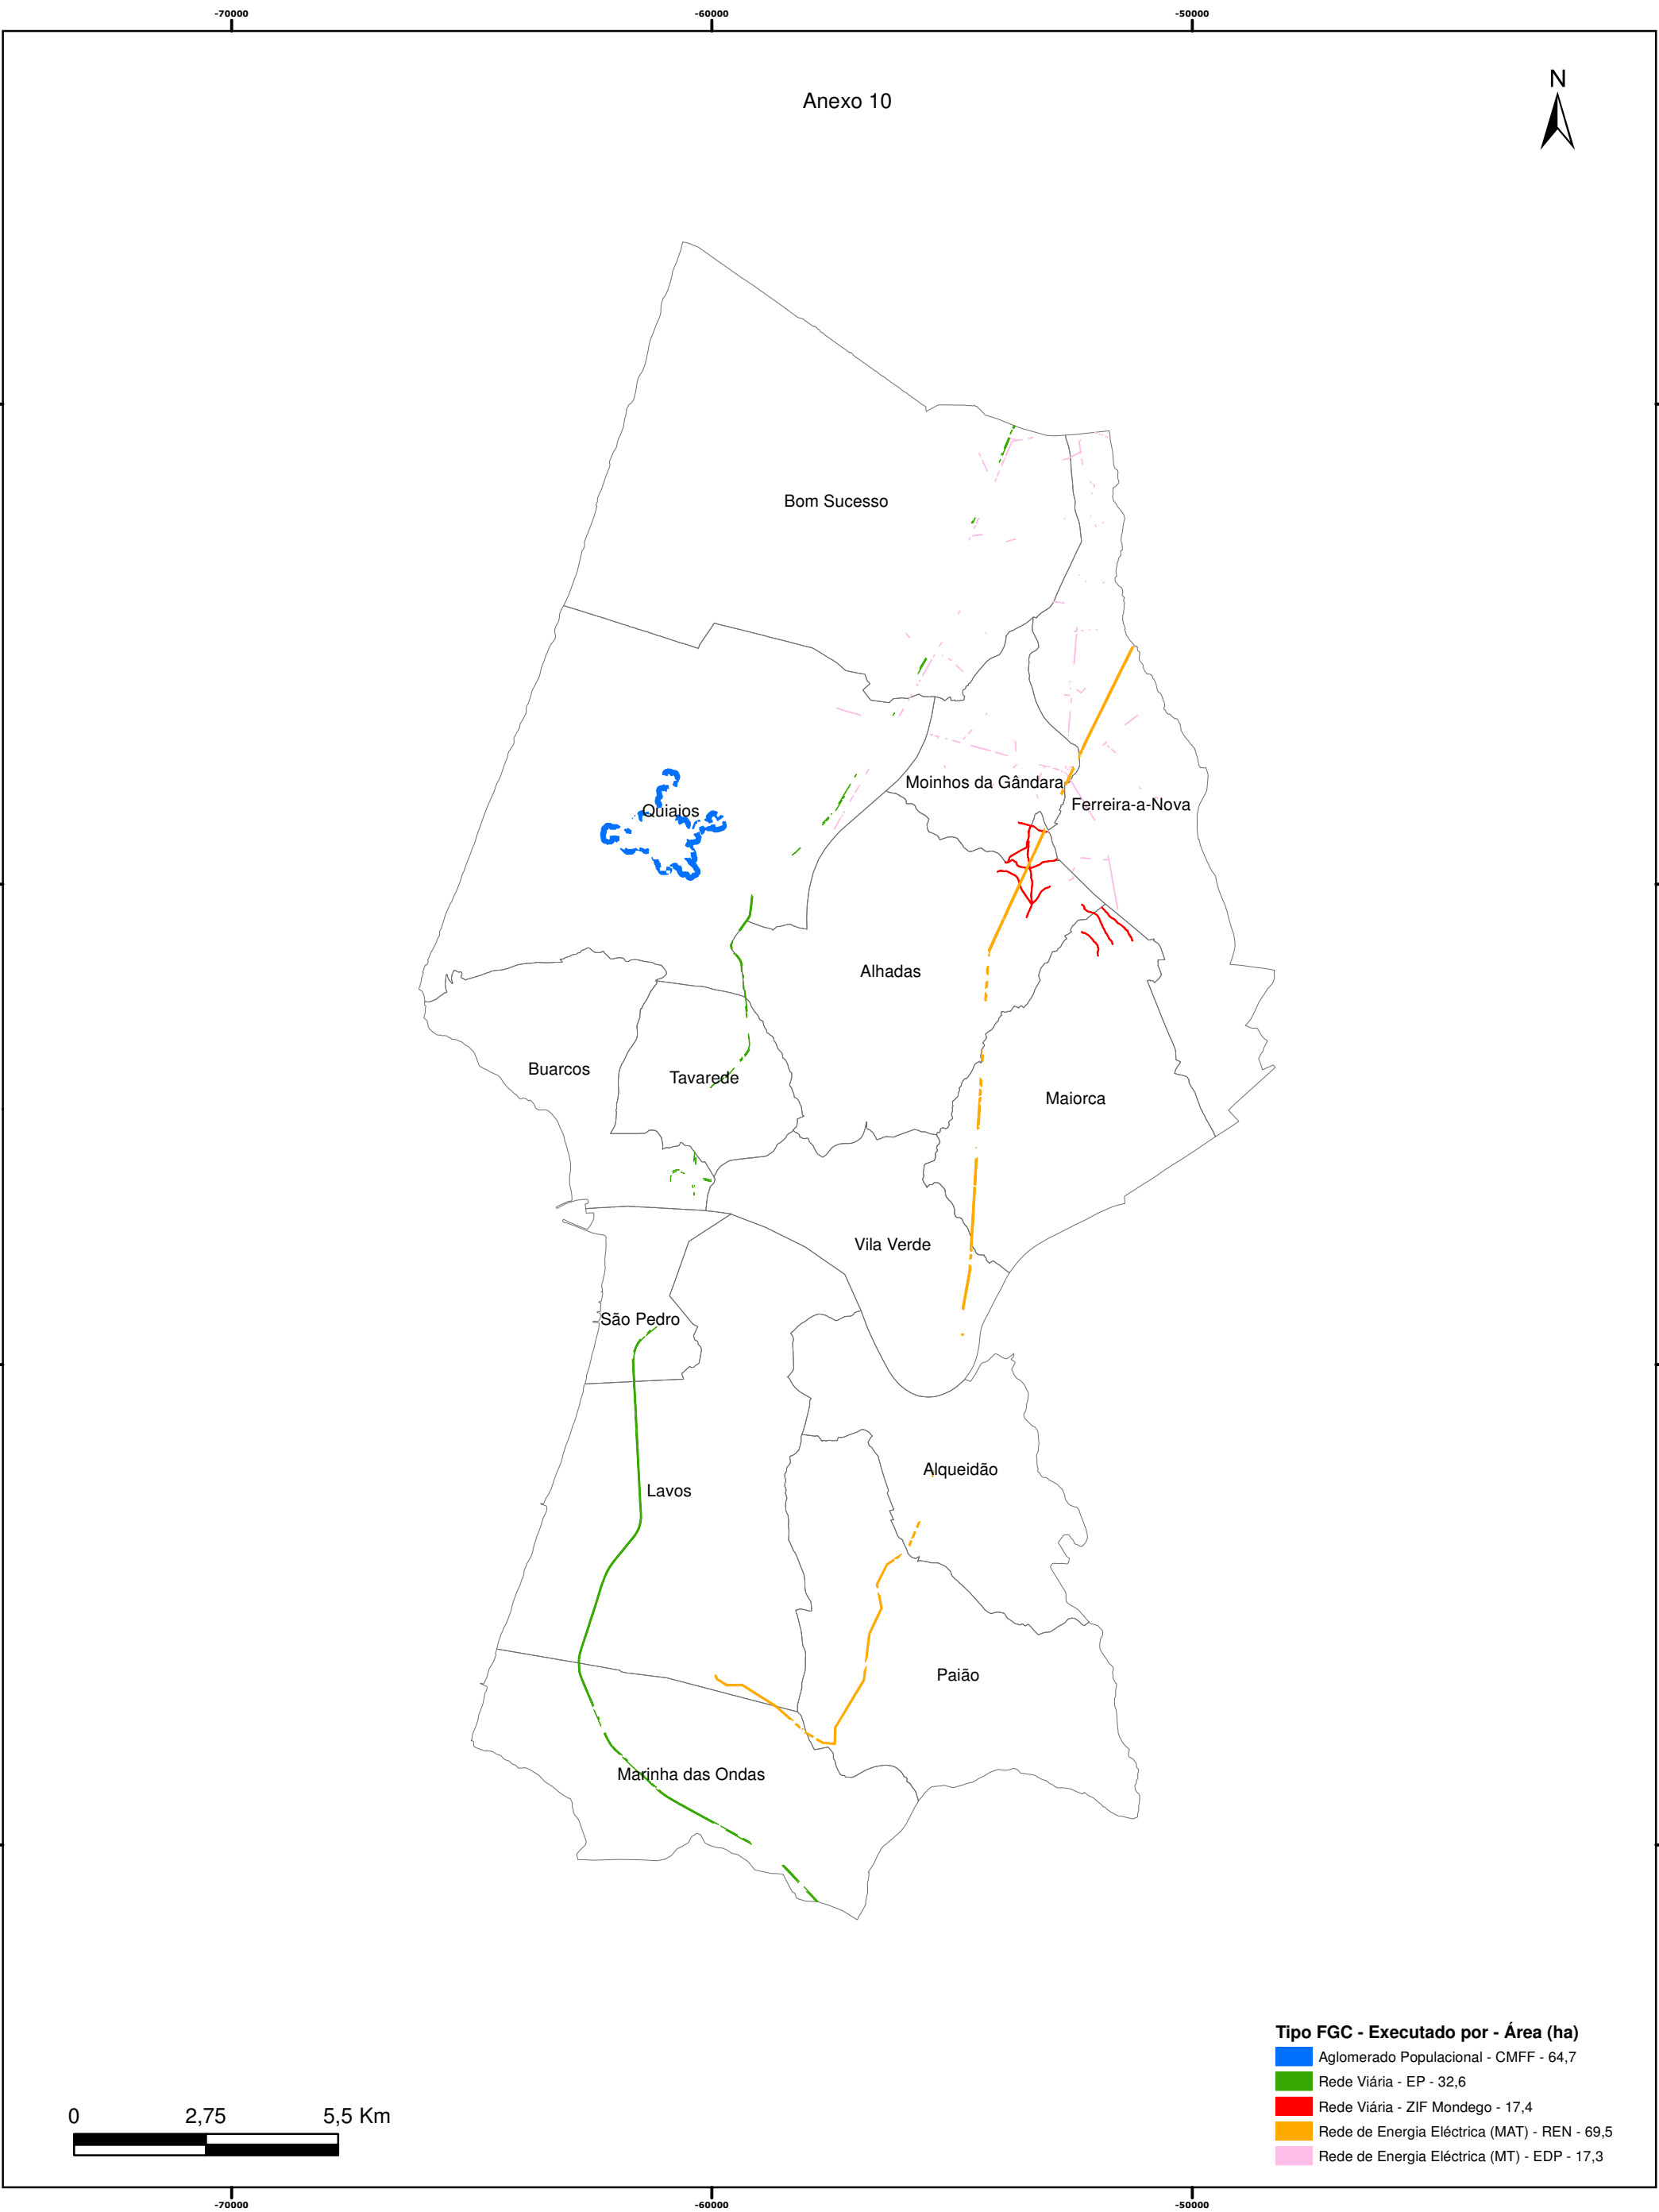 -70000 -60000 -50000
N
Anexo 10
Bom Sucesso
Moinhos da Gândara
Ferreira-a-Nova
Quiaios
Alhadas
Buarcos
Tavarede
Maiorca
Vila Verde
São Pedro
Alqueidão
Lavos
Paião
Marinha das Ondas
Tipo FGC - Executado por - Área (ha)
Aglomerado Populacional - CMFF - 64,7
Rede Viária - EP - 32,6
Rede Viária - ZIF Mondego - 17,4
Rede de Energia Eléctrica (MAT) - REN - 69,5
Rede de Energia Eléctrica (MT) - EDP - 17,3
0 2,75 5,5 Km
-70000 -60000 -50000